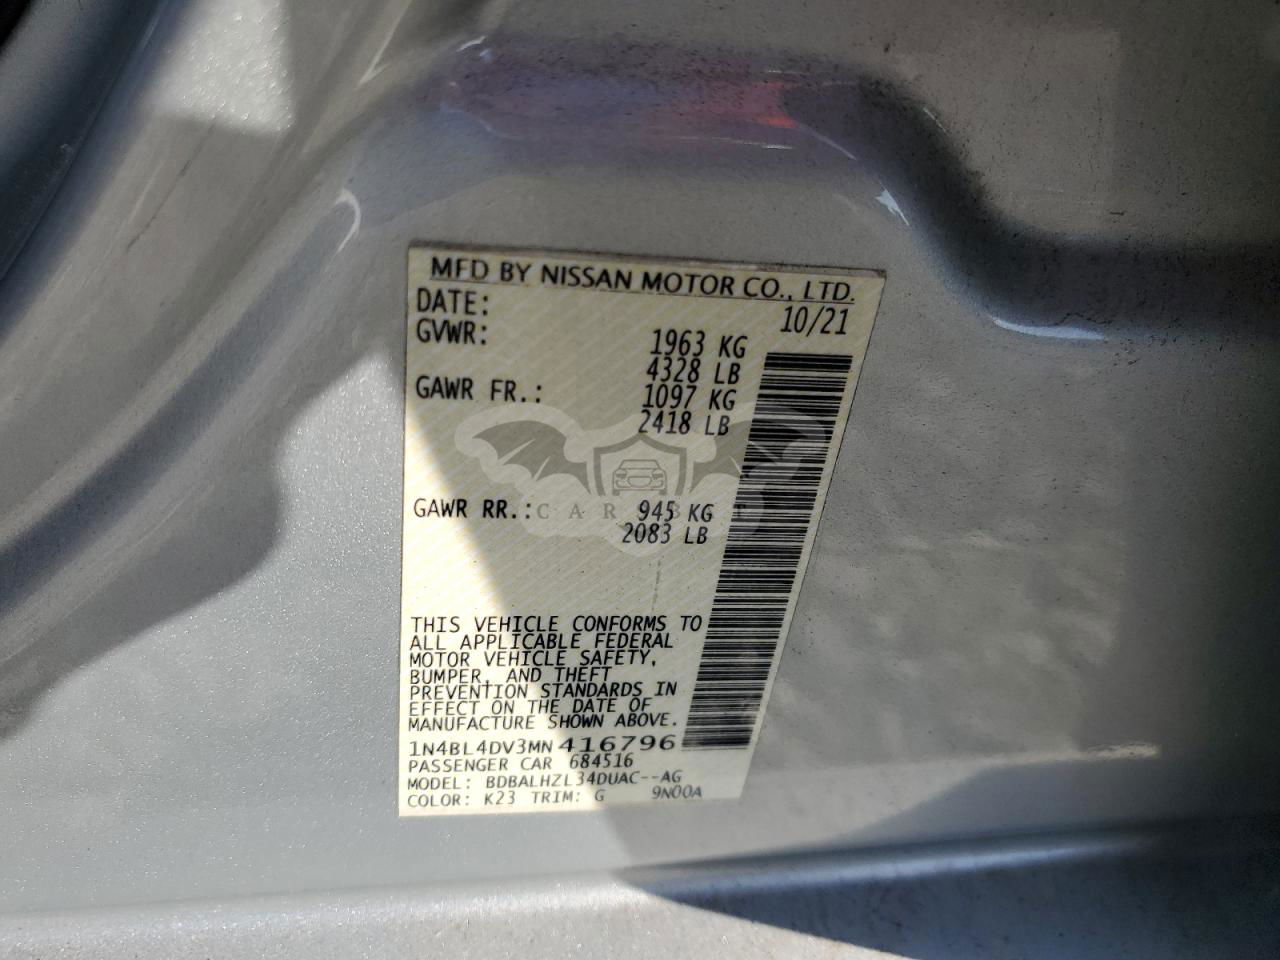 MFD BY NISSAN MOTOR CO., LTD.
DATE: 10/21
GVWR: 1963 KG
4328 LB
GAWR FR.: 1097 KG
2418 LB
GAWR RR.: 945 KG
2083 LB
THIS VEHICLE CONFORMS TO
ALL APPLICABLE FEDERAL
MOTOR VEHICLE SAFETY,
BUMPER, AND THEFT
PREVENTION STANDARDS IN
EFFECT ON THE DATE OF
MANUFACTURE SHOWN ABOVE.
1N4BL4DV3MN416796
PASSENGER CAR 684516
MODEL: BDBALHZL34DUAC--AG
COLOR: K23 TRIM: G 9N00A